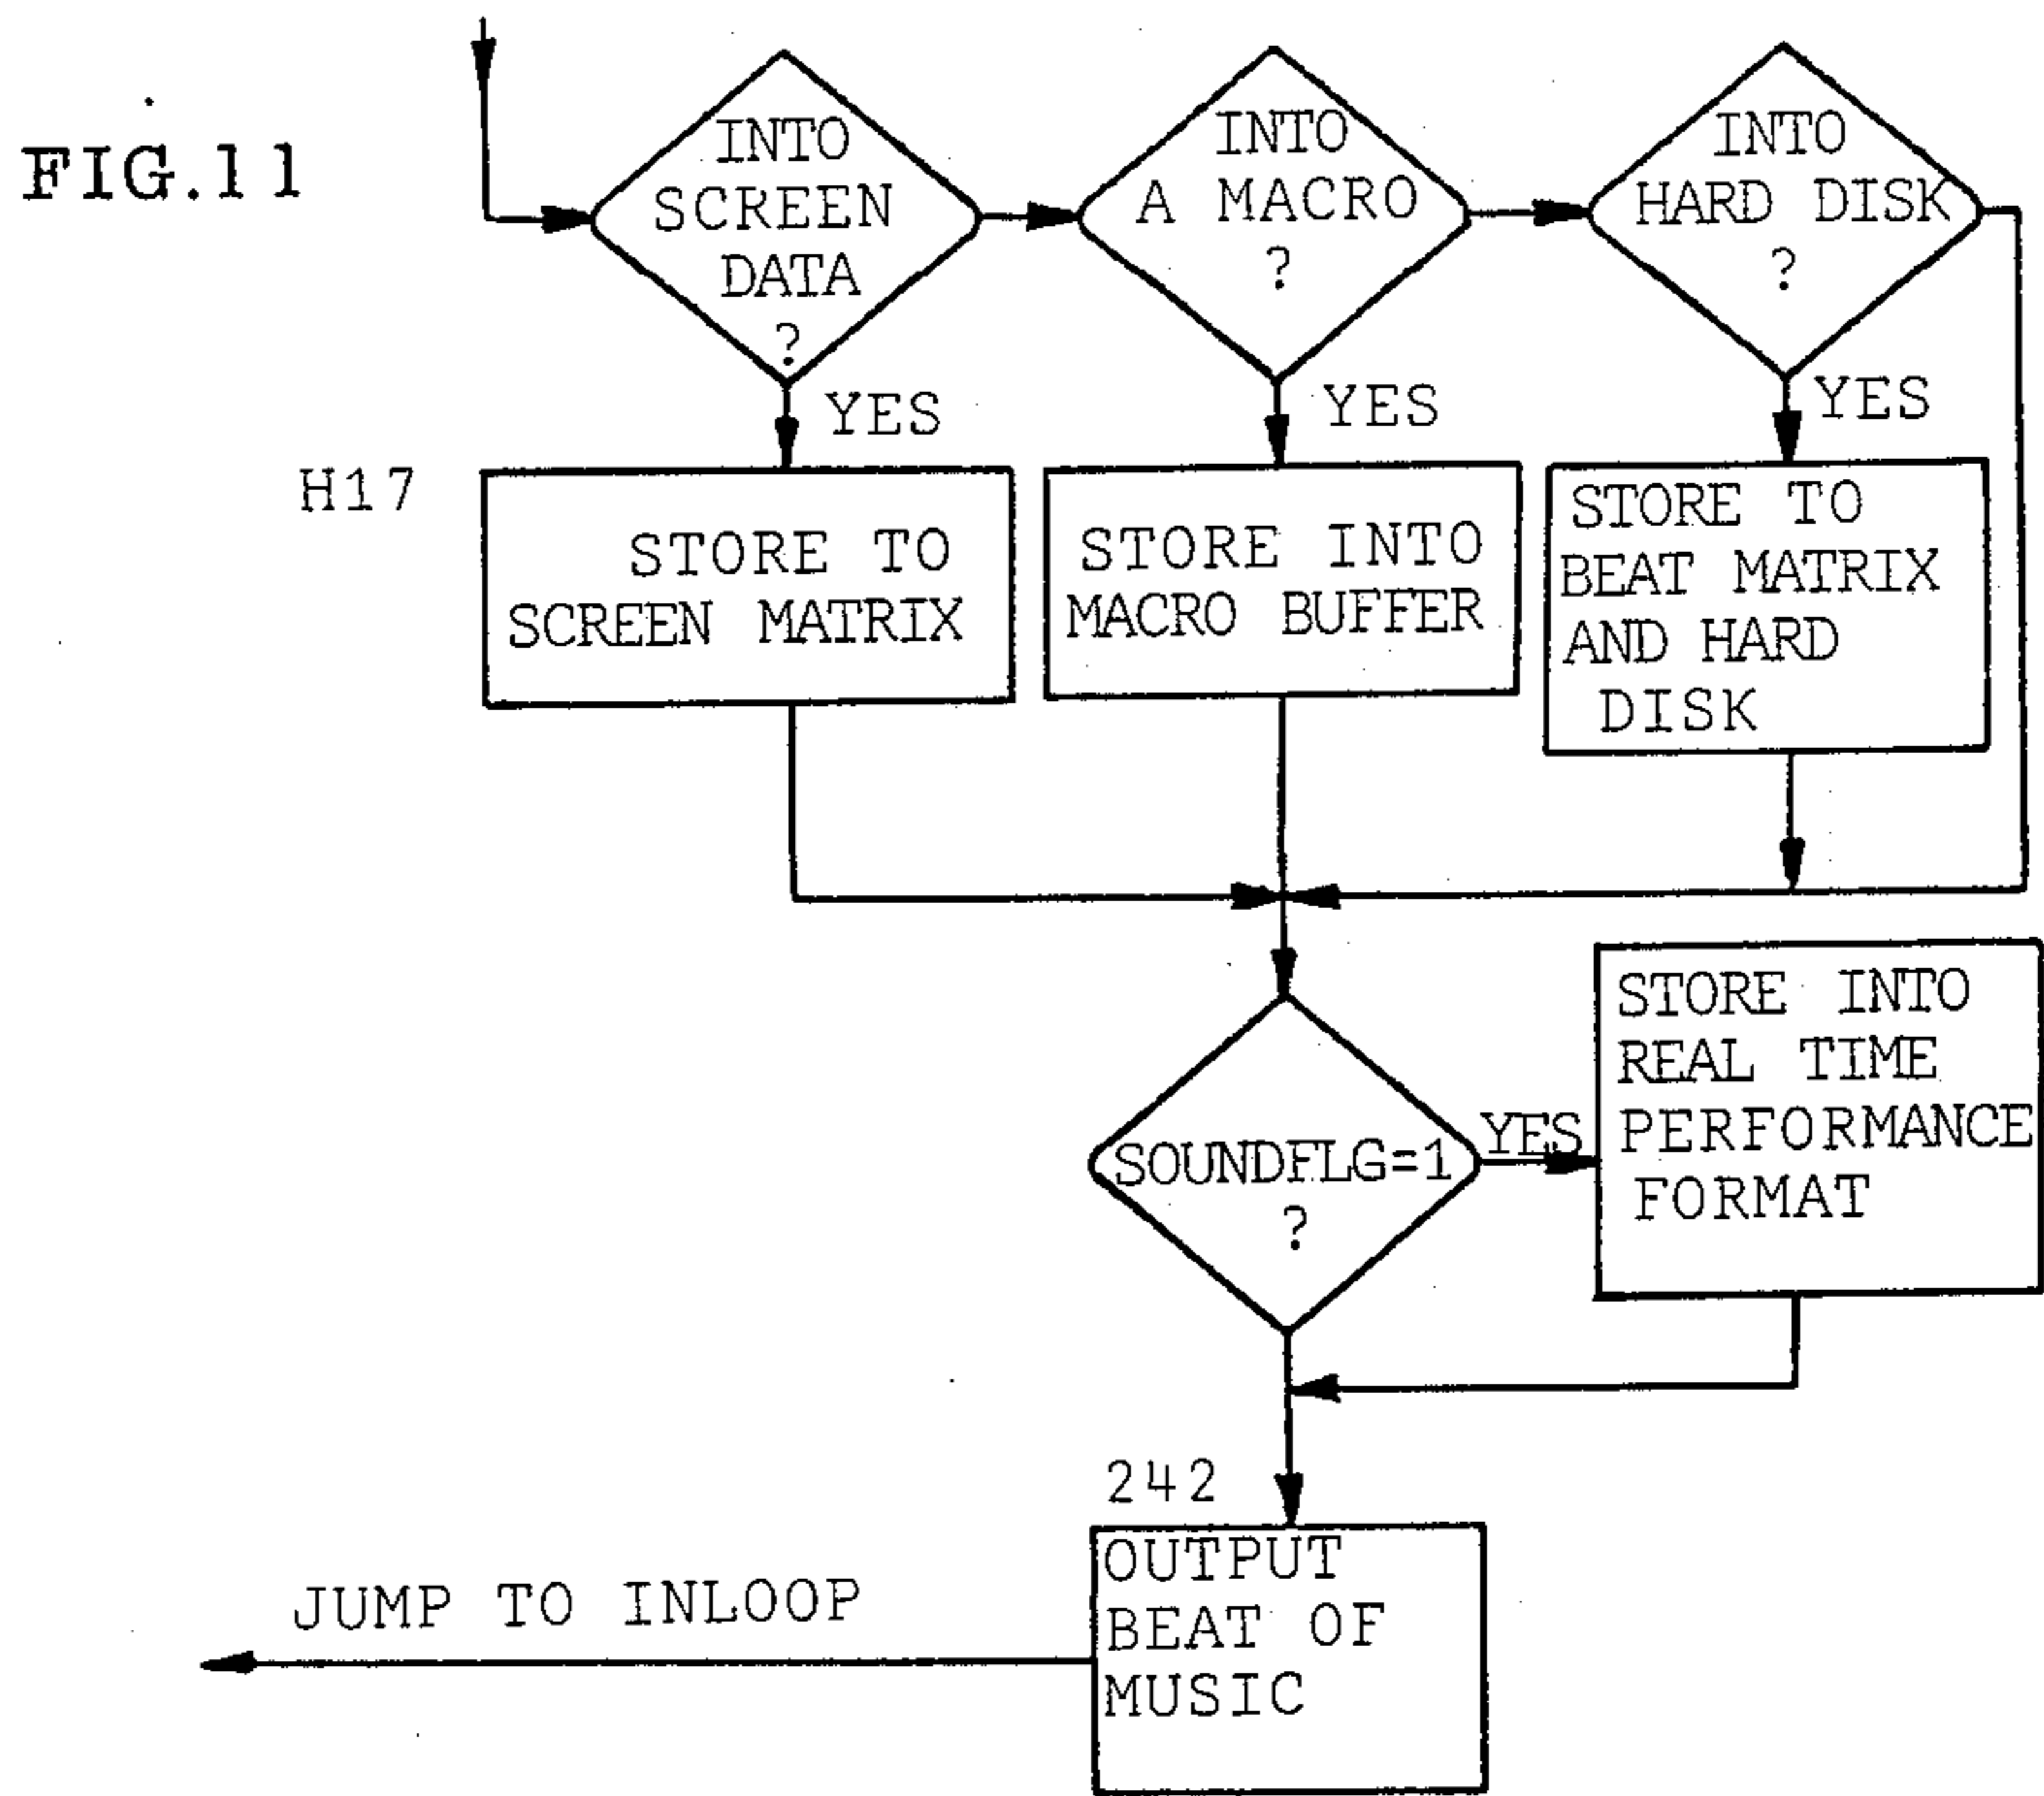 FIG.11
INTO
SCREEN
DATA
?
INTO
A MACRO
?
INTO
HARD DISK
?
YES
YES
YES
H17
STORE TO
SCREEN MATRIX
STORE INTO
MACRO BUFFER
STORE TO
BEAT MATRIX
AND HARD
DISK
SOUNDFLG=1
?
YES
STORE INTO
REAL TIME
PERFORMANCE
FORMAT
242
OUTPUT
BEAT OF
MUSIC
JUMP TO INLOOP